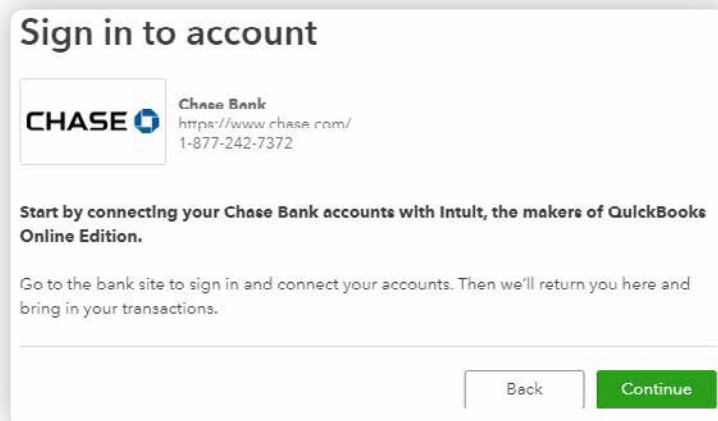 Sign in to account
CHASE
Chase Bank
https://www.chase.com/
1-877-242-7372
Start by connecting your Chase Bank accounts with Intuit, the makers of QuickBooks
Online Edition.
Go to the bank site to sign in and connect your accounts. Then we'll return you here and
bring in your transactions.
Back
Continue